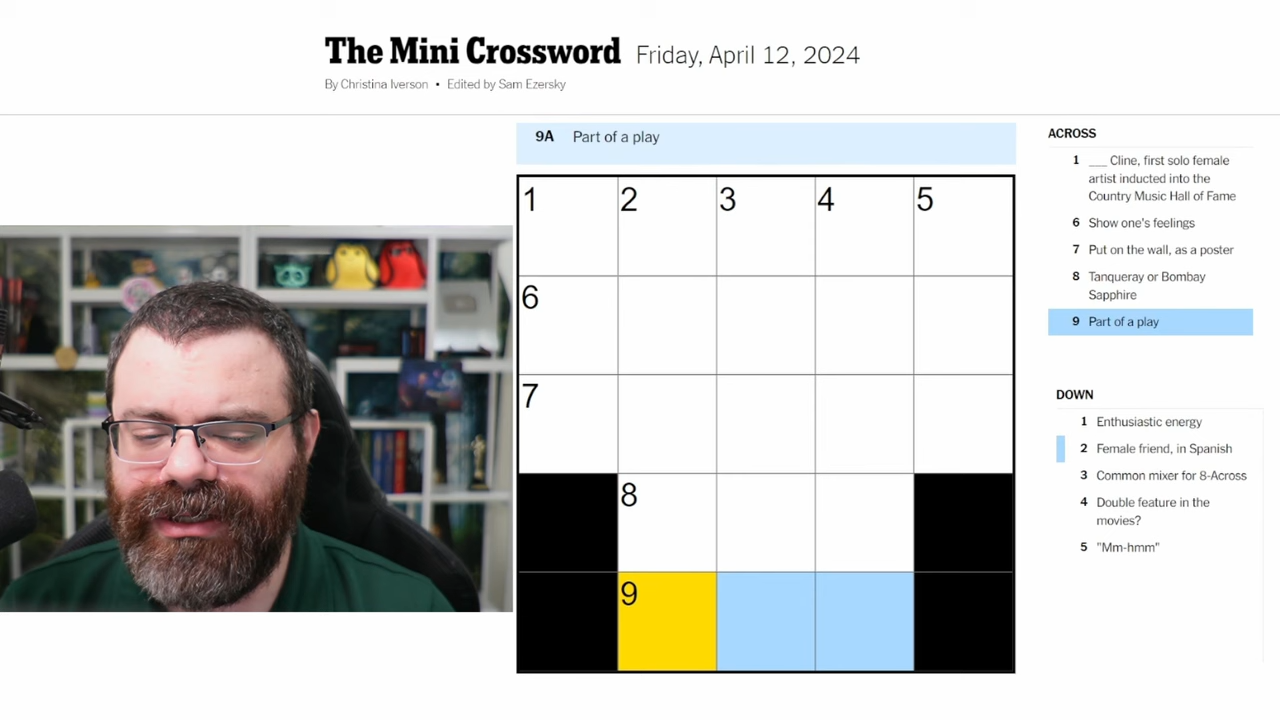 The Mini Crossword Friday, April 12, 2024
By Christina Iverson • Edited by Sam Ezersky
9A Part of a play
1 2 3 4 5
6
7
8
9
ACROSS
1 ___ Cline, first solo female
artist inducted into the
Country Music Hall of Fame
6 Show one's feelings
7 Put on the wall, as a poster
8 Tanqueray or Bombay
Sapphire
9 Part of a play
DOWN
1 Enthusiastic energy
2 Female friend, in Spanish
3 Common mixer for 8-Across
4 Double feature in the
movies?
5 "Mm-hmm"